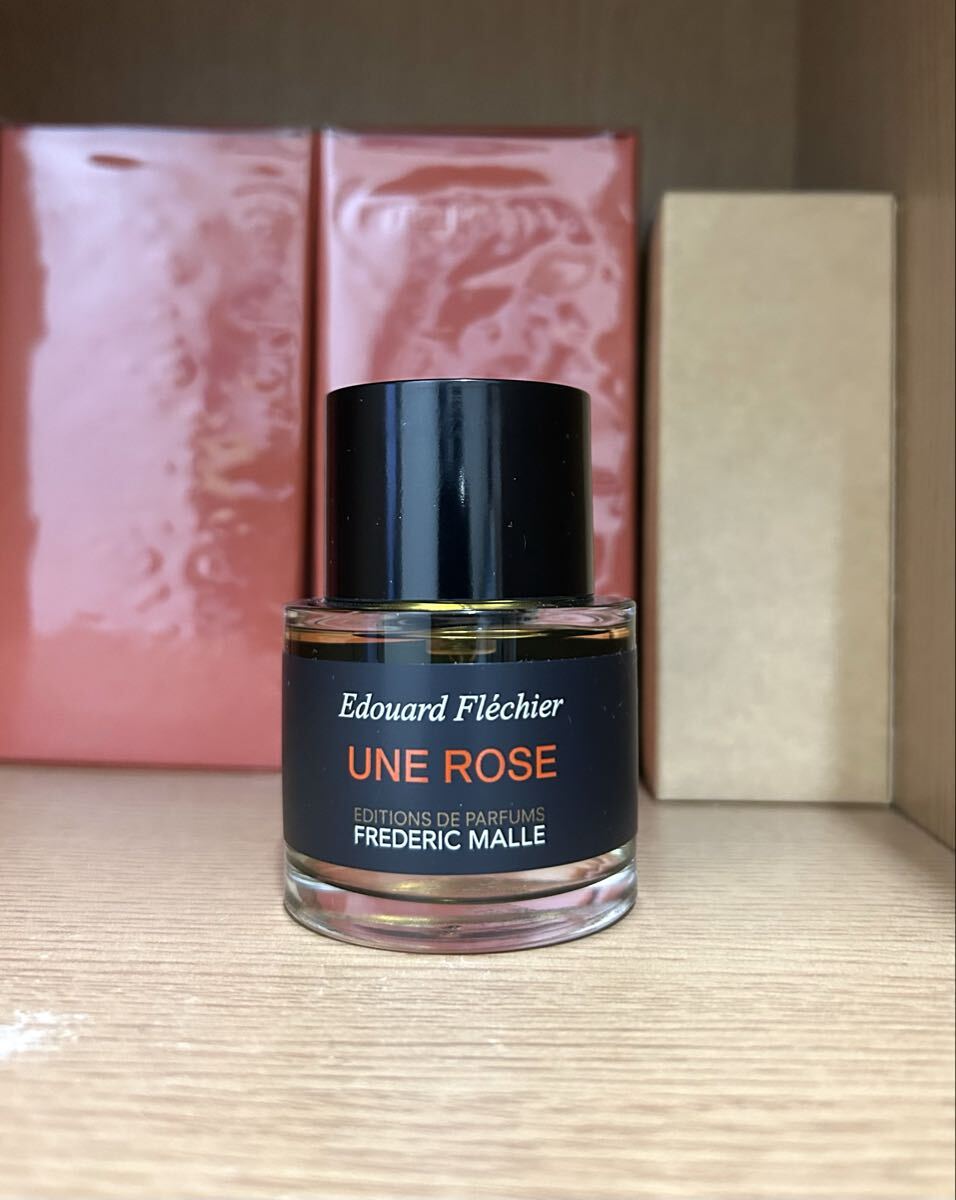 Edouard Fléchier
UNE ROSE
EDITIONS DE PARFUMS
FREDERIC MALLE